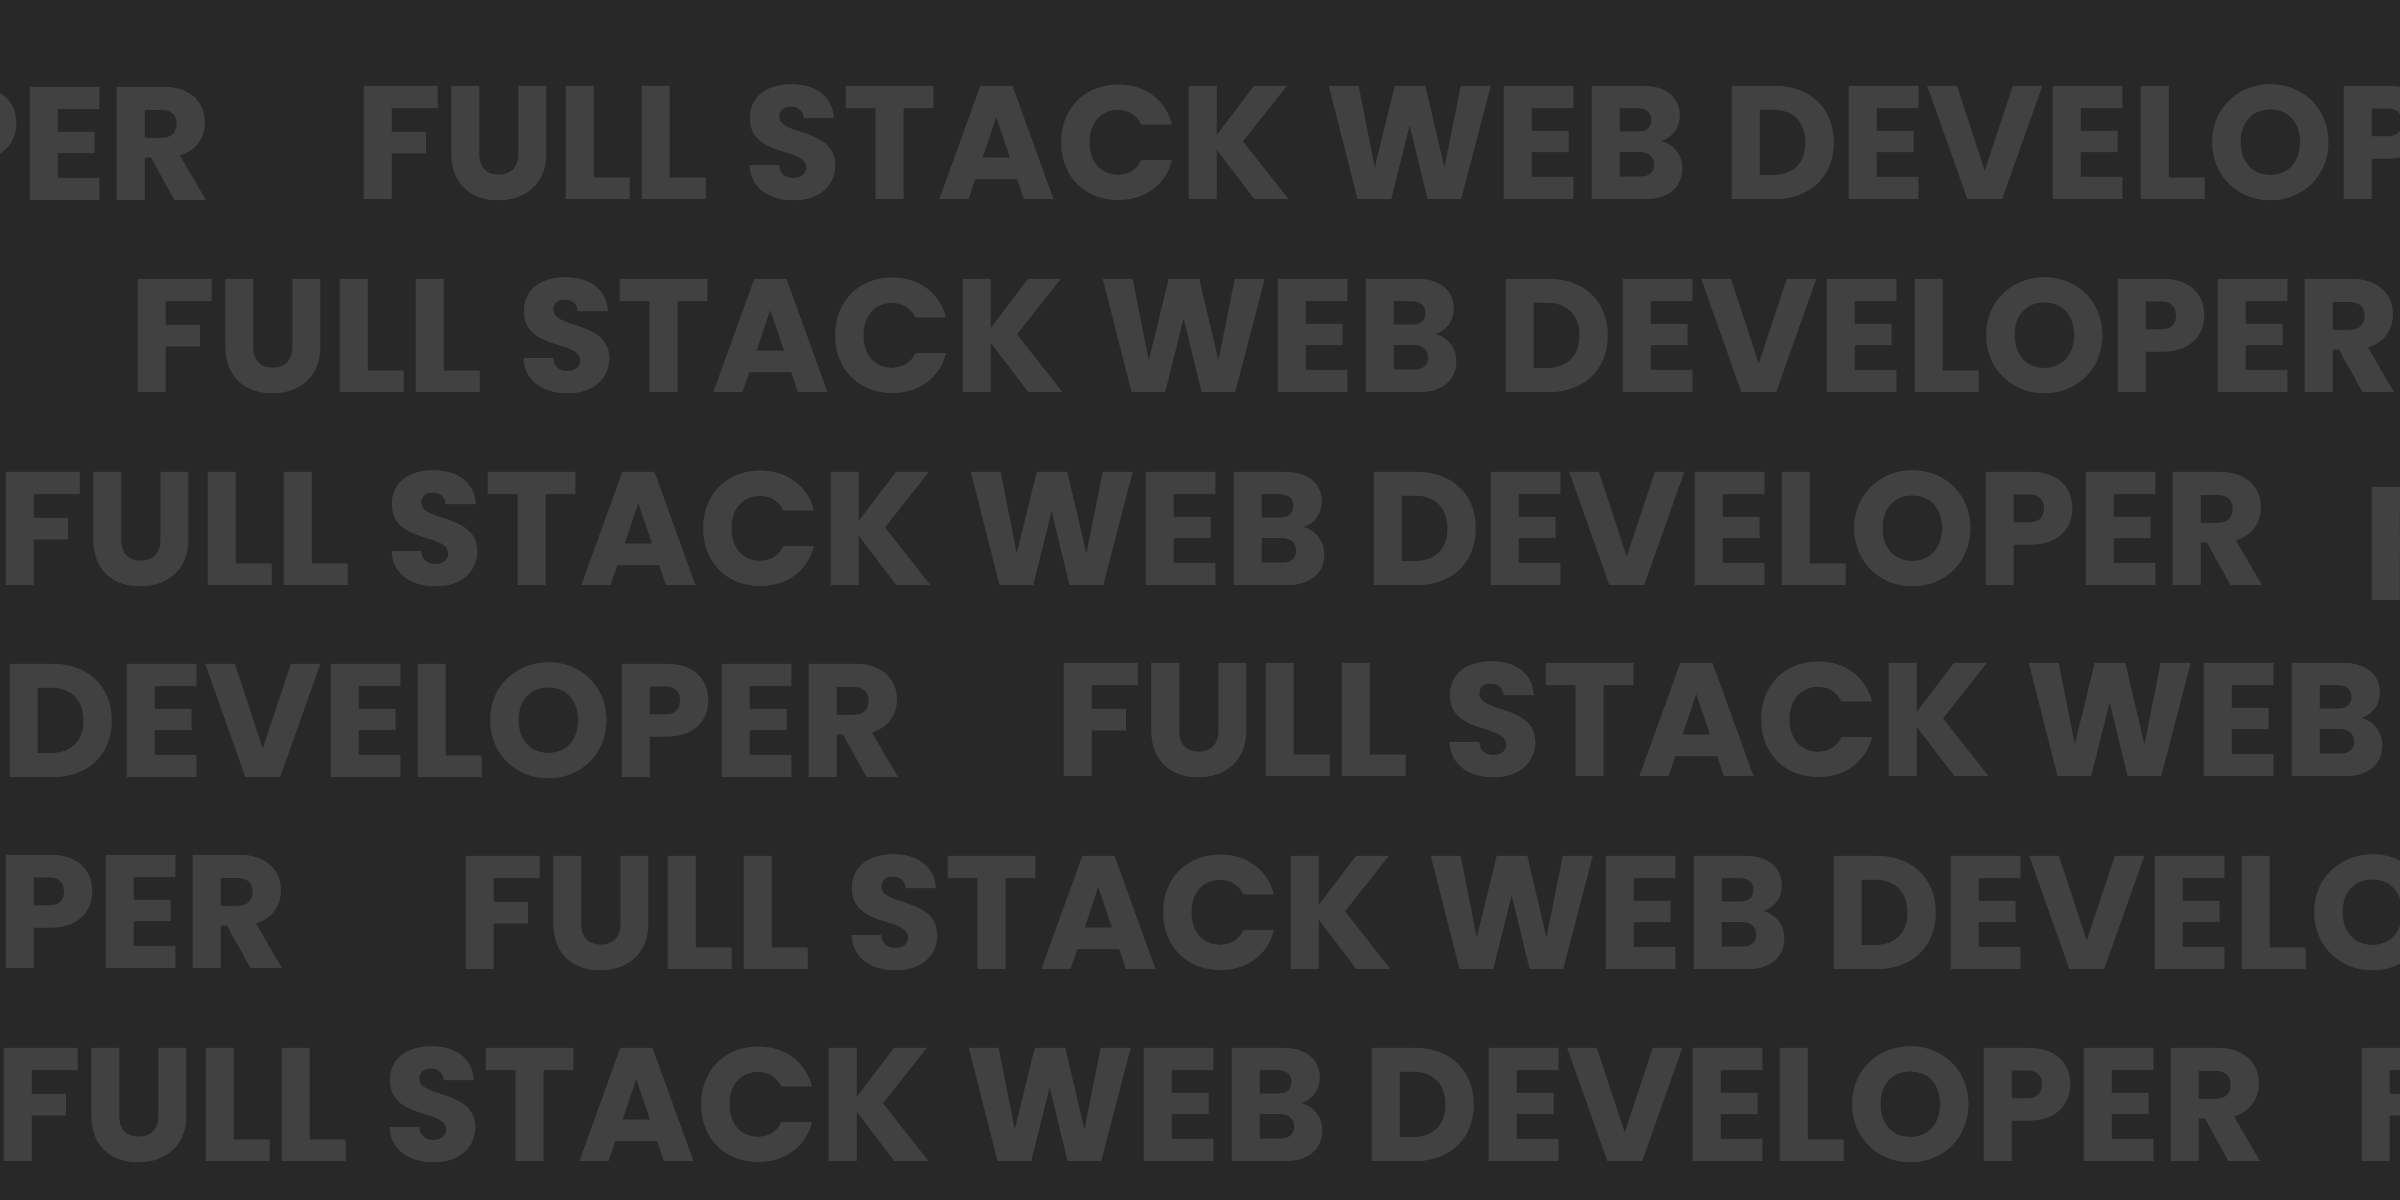 PER FULL STACK WEB DEVELOP
FULL STACK WEB DEVELOPER
FULL STACK WEB DEVELOPER F
DEVELOPER FULL STACK WEB
PER FULL STACK WEB DEVELO
FULL STACK WEB DEVELOPER F